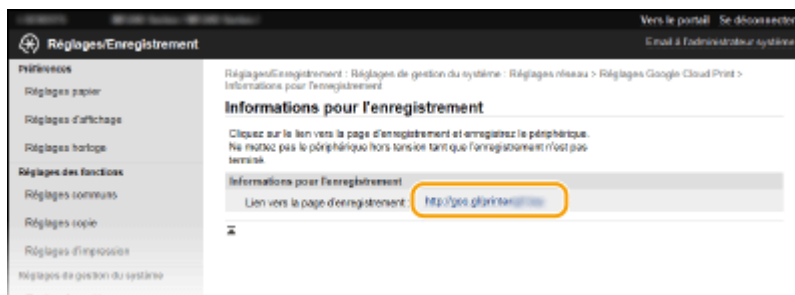 Vers le portail Se déconnecter
Réglages/Enregistrement
Email à l'administrateur système
Préférences
Réglages papier
Réglages d'affichage
Réglages horloge
Réglages des fonctions
Réglages communs
Réglages copie
Réglages d'impression
Réglages de gestion du système
Réglages/Enregistrement : Réglages de gestion du système : Réglages réseau > Réglages Google Cloud Print >
Informations pour l'enregistrement
Informations pour l'enregistrement
Cliquez sur le lien vers la page d'enregistrement et enregistrez le périphérique.
Ne mettez pas le périphérique hors tension tant que l'enregistrement n'est pas
terminé.
Informations pour l'enregistrement
Lien vers la page d'enregistrement : http://goo.gl/printer/